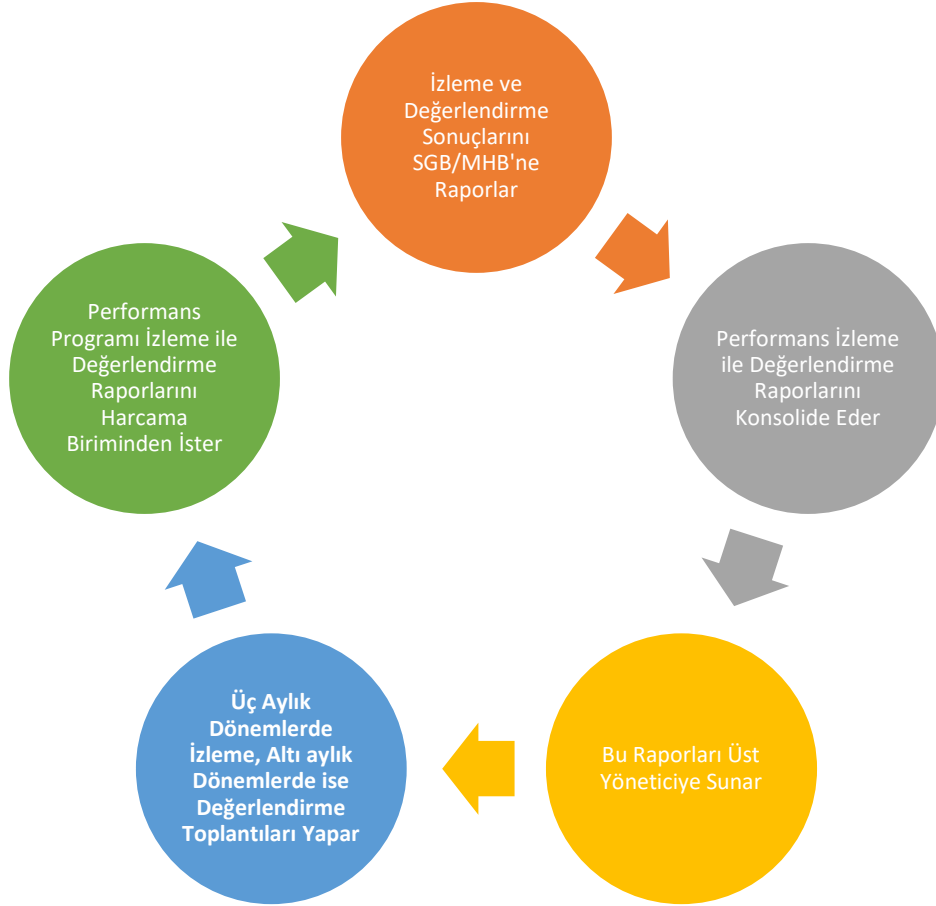 İzleme ve
Değerlendirme
Sonuçlarını
SGB/MHB'ne
Raporlar
Performans İzleme
ile Değerlendirme
Raporlarını
Konsolide Eder
Bu Raporları Üst
Yöneticiye Sunar
Üç Aylık
Dönemlerde
İzleme, Altı aylık
Dönemlerde ise
Değerlendirme
Toplantıları Yapar
Performans
Programı İzleme ile
Değerlendirme
Raporlarını
Harcama
Biriminden İster